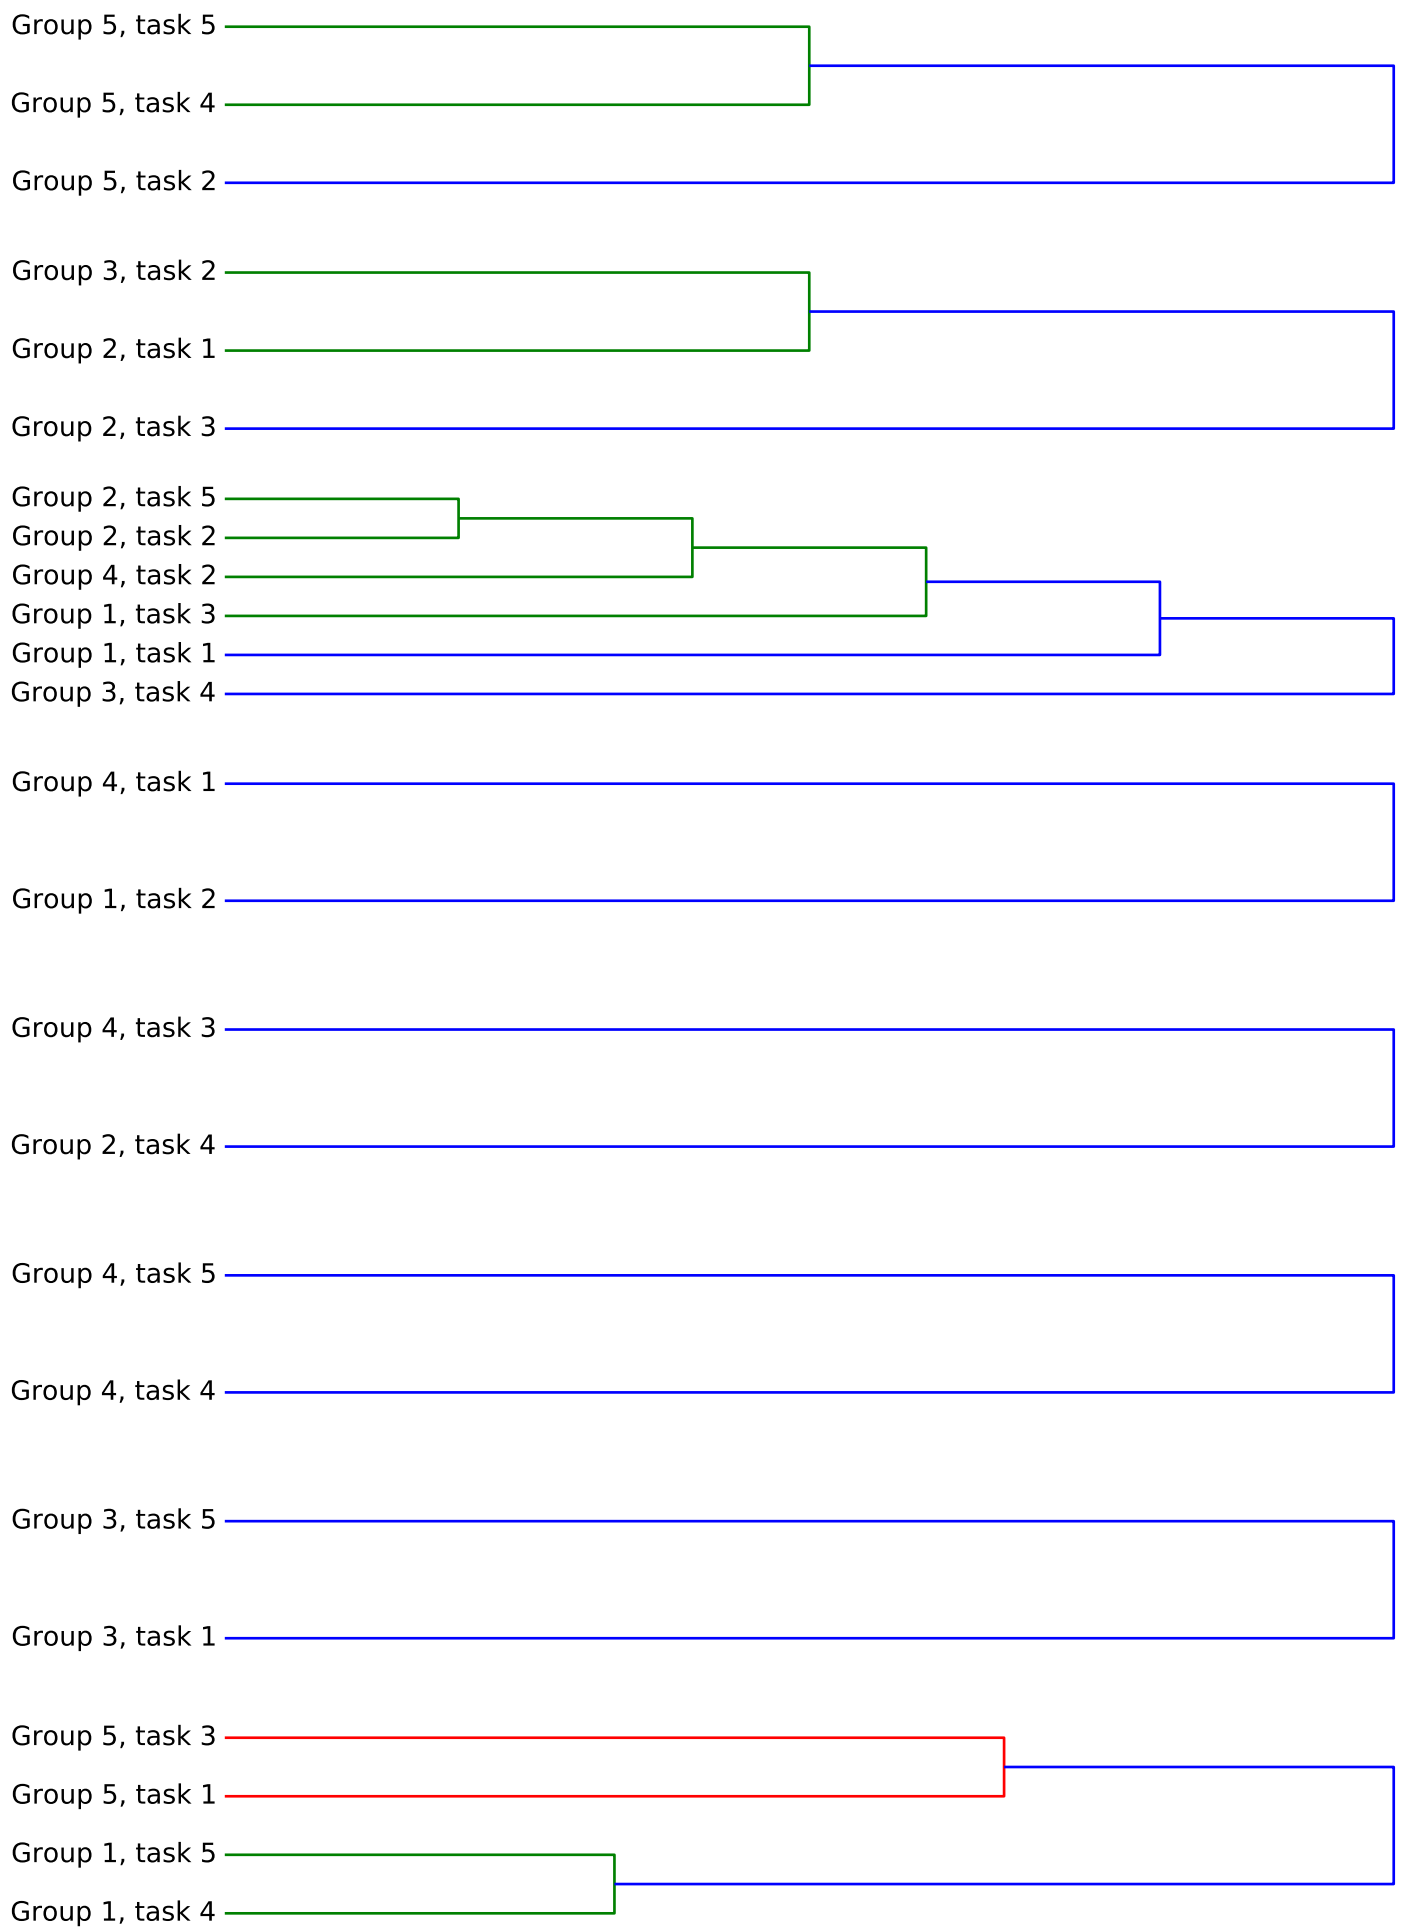 Group 5, task 5
Group 5, task 4
Group 5, task 2
Group 3, task 2
Group 2, task 1
Group 2, task 3
Group 2, task 5
Group 2, task 2
Group 4, task 2
Group 1, task 3
Group 1, task 1
Group 3, task 4
Group 4, task 1
Group 1, task 2
Group 4, task 3
Group 2, task 4
Group 4, task 5
Group 4, task 4
Group 3, task 5
Group 3, task 1
Group 5, task 3
Group 5, task 1
Group 1, task 5
Group 1, task 4